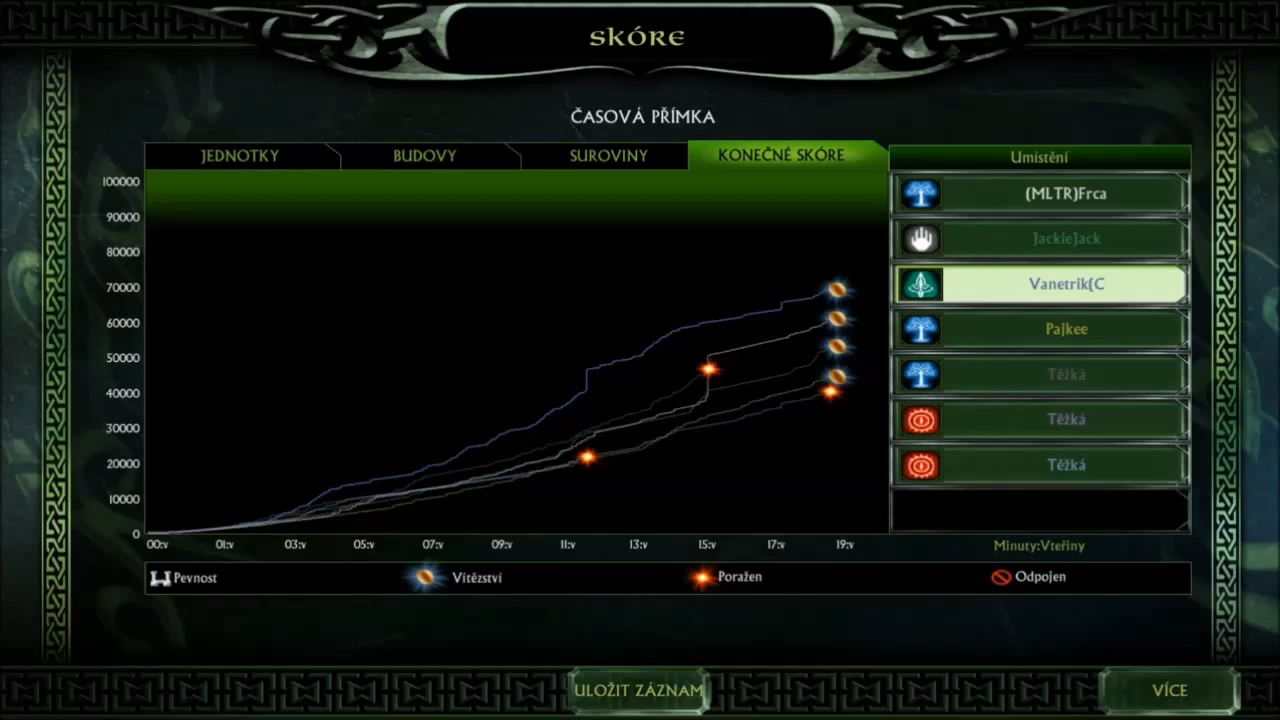 SKÓRE
ČASOVÁ PŘÍMKA
JEDNOTKY BUDOVY SUROVINY KONEČNÉ SKÓRE Umístění
100000
90000
80000
70000
60000
50000
40000
30000
20000
10000
0
00:v 01:v 03:v 05:v 07:v 09:v 11:v 13:v 15:v 17:v 19:v
(MLTR)Frca
JackieJack
Vanetrik(C
Pajkee
Těžká
Těžká
Těžká
Minuty:Vteřiny
Pevnost Vítězství Poražen Odpojen
ULOŽIT ZÁZNAM VÍCE